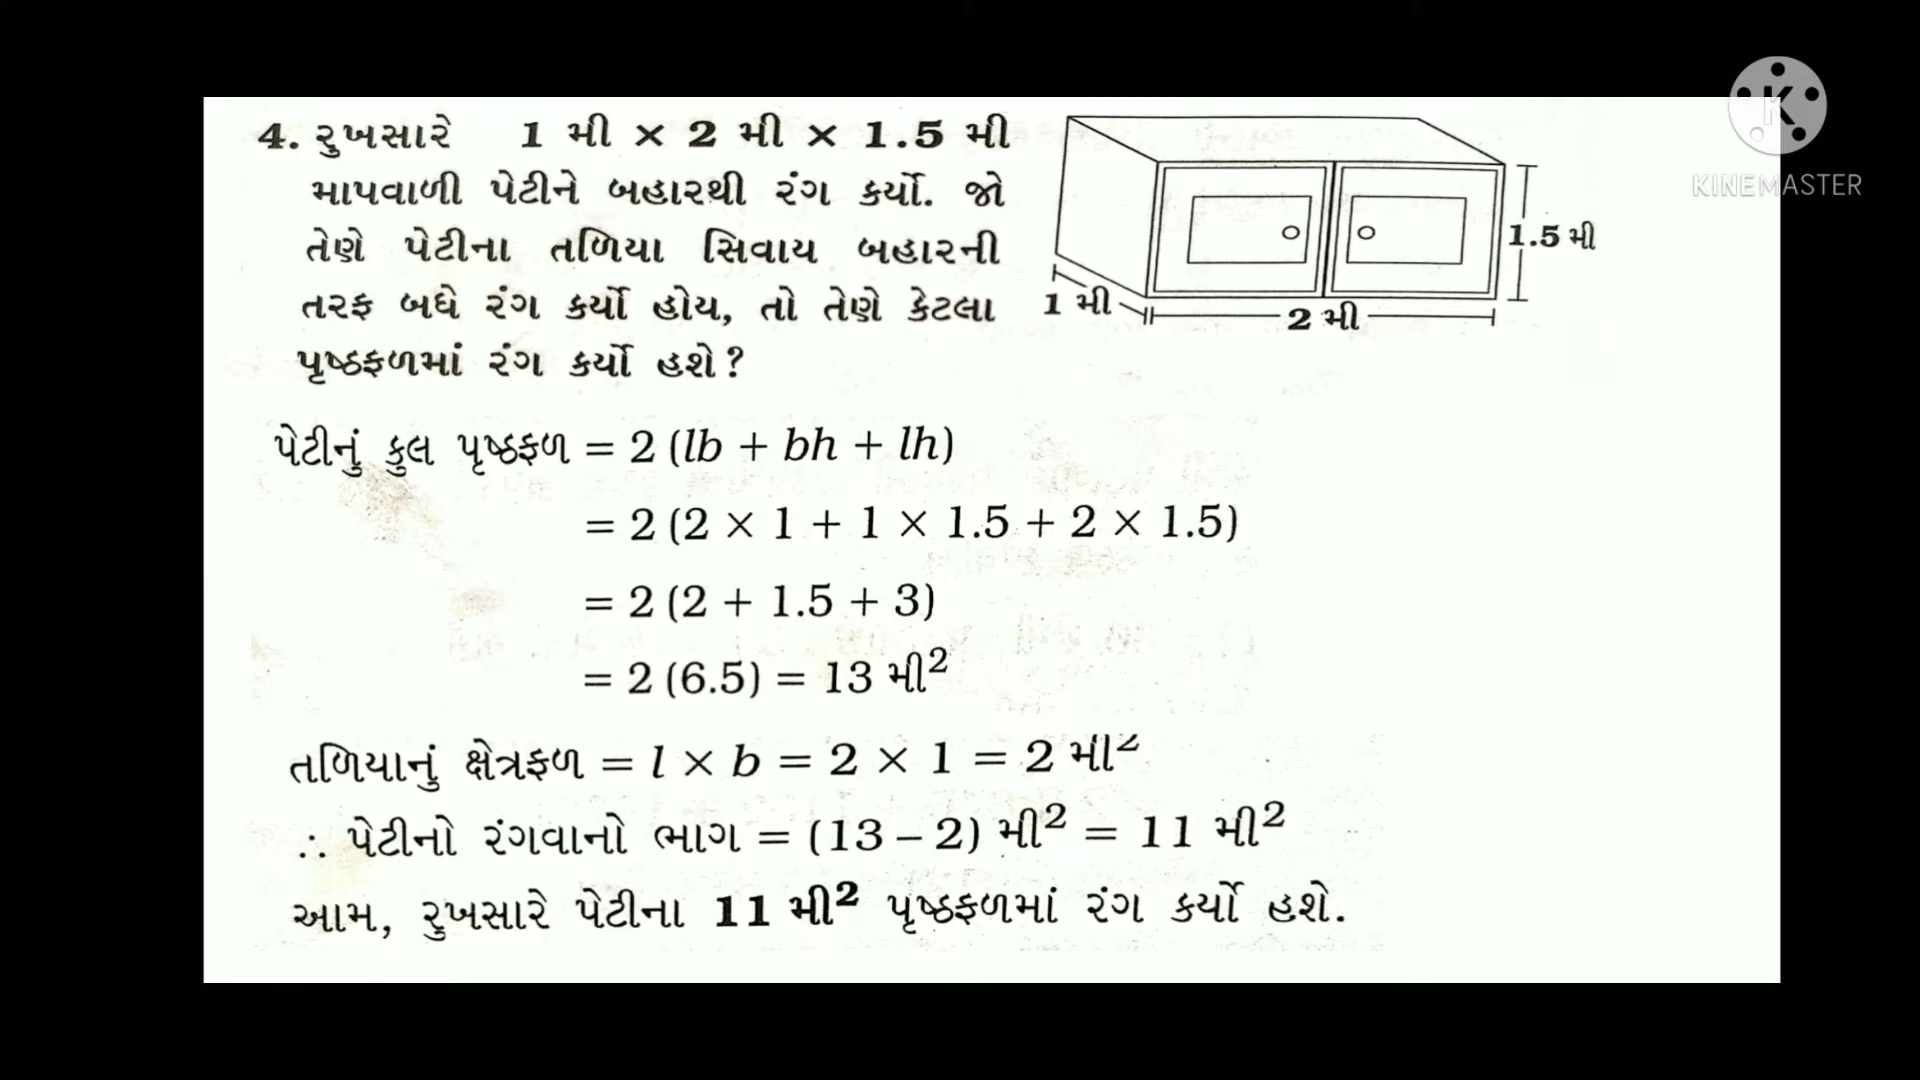 4. રુખસારે 1 મી × 2 મી × 1.5 મી
માપવાળી પેટીને બહારથી રંગ કર્યો. જો
તેણે પેટીના તળિયા સિવાય બહારની
તરફ બધે રંગ કર્યો હોય, તો તેણે કેટલા
પૃષ્ઠફળમાં રંગ કર્યો હશે?
1.5 મી
1 મી
2 મી
K
KINEMASTER
પેટીનું કુલ પૃષ્ઠફળ = 2 (lb + bh + lh)
= 2 (2 × 1 + 1 × 1.5 + 2 × 1.5)
= 2 (2 + 1.5 + 3)
= 2 (6.5) = 13 મી²
તળિયાનું ક્ષેત્રફળ = l × b = 2 × 1 = 2 મી²
∴ પેટીનો રંગવાનો ભાગ = (13 – 2) મી² = 11 મી²
આમ, રુખસારે પેટીના 11 મી² પૃષ્ઠફળમાં રંગ કર્યો હશે.